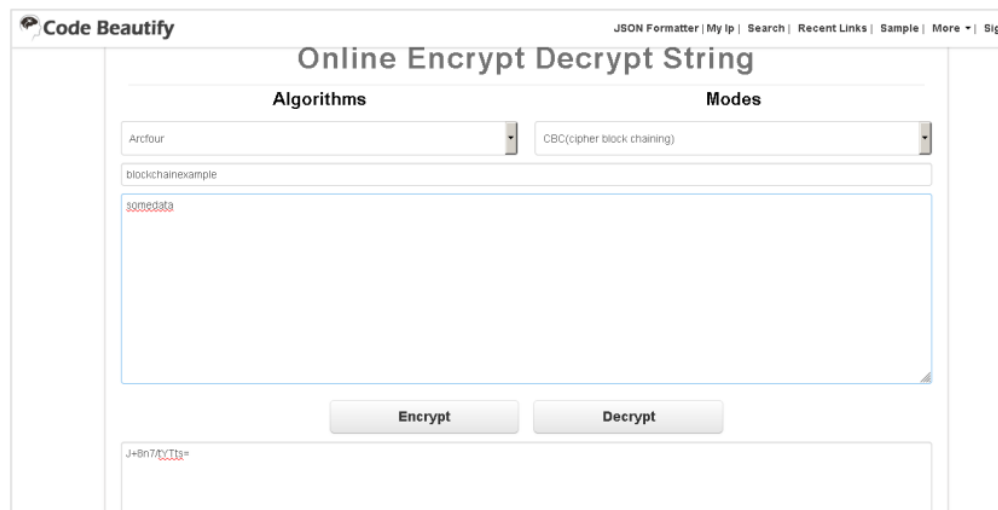 Code Beautify
JSON Formatter | My Ip | Search | Recent Links | Sample | More | Sig
Online Encrypt Decrypt String
Algorithms Modes
Arcfour CBC(cipher block chaining)
blockchainexample
somedata
Encrypt Decrypt
J+8n7/tYTts=